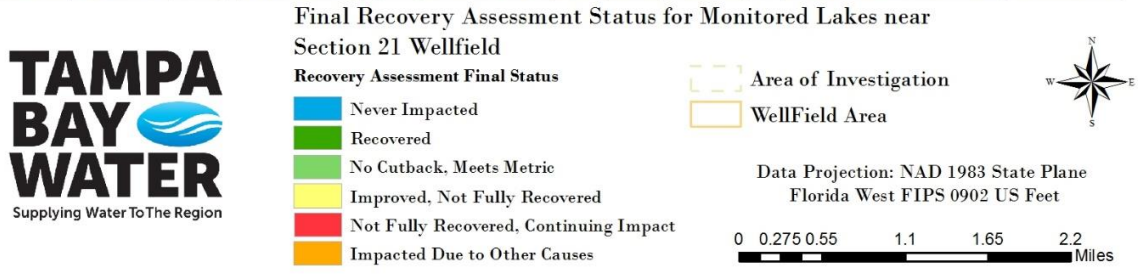 TAMPA
BAY
WATER
Supplying Water To The Region
Final Recovery Assessment Status for Monitored Lakes near
Section 21 Wellfield
Recovery Assessment Final Status
Never Impacted
Recovered
No Cutback, Meets Metric
Improved, Not Fully Recovered
Not Fully Recovered, Continuing Impact
Impacted Due to Other Causes
Area of Investigation
WellField Area
N
W E
S
Data Projection: NAD 1983 State Plane
Florida West FIPS 0902 US Feet
0 0.275 0.55 1.1 1.65 2.2
Miles